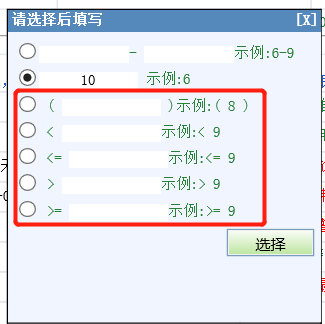 请选择后填写 [X]
- 示例:6-9
10 示例:6
( )示例:( 8 )
< 示例:< 9
<= 示例:<= 9
> 示例:> 9
>= 示例:>= 9
选择